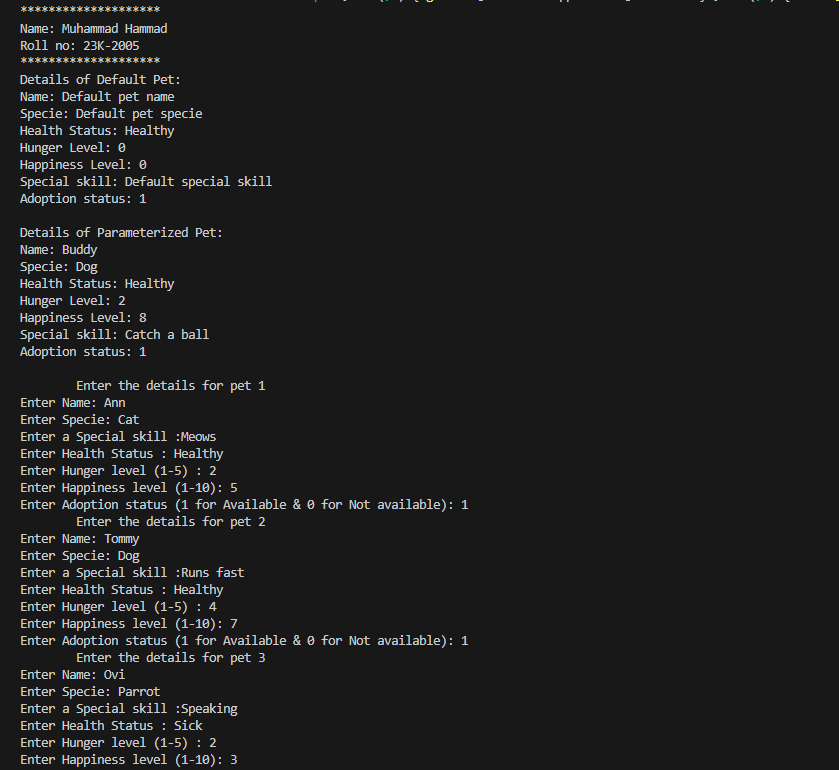 ********************
Name: Muhammad Hammad
Roll no: 23K-2005
********************
Details of Default Pet:
Name: Default pet name
Specie: Default pet specie
Health Status: Healthy
Hunger Level: 0
Happiness Level: 0
Special skill: Default special skill
Adoption status: 1

Details of Parameterized Pet:
Name: Buddy
Specie: Dog
Health Status: Healthy
Hunger Level: 2
Happiness Level: 8
Special skill: Catch a ball
Adoption status: 1

        Enter the details for pet 1
Enter Name: Ann
Enter Specie: Cat
Enter a Special skill :Meows
Enter Health Status : Healthy
Enter Hunger level (1-5) : 2
Enter Happiness level (1-10): 5
Enter Adoption status (1 for Available & 0 for Not available): 1
        Enter the details for pet 2
Enter Name: Tommy
Enter Specie: Dog
Enter a Special skill :Runs fast
Enter Health Status : Healthy
Enter Hunger level (1-5) : 4
Enter Happiness level (1-10): 7
Enter Adoption status (1 for Available & 0 for Not available): 1
        Enter the details for pet 3
Enter Name: Ovi
Enter Specie: Parrot
Enter a Special skill :Speaking
Enter Health Status : Sick
Enter Hunger level (1-5) : 2
Enter Happiness level (1-10): 3